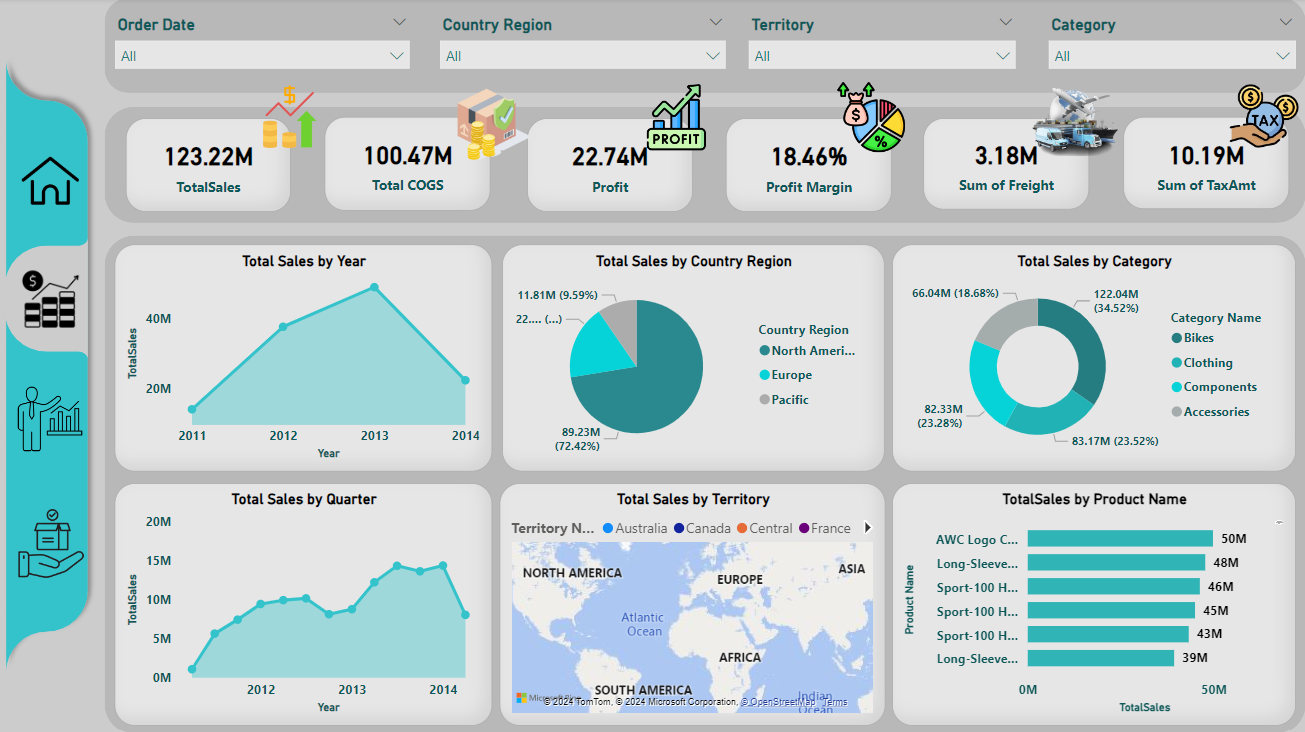 Order Date
Country Region
Territory
Category
All
All
All
All
PROFIT
%
TAX
123.22M
TotalSales
100.47M
Total COGS
22.74M
Profit
18.46%
Profit Margin
3.18M
Sum of Freight
10.19M
Sum of TaxAmt
Total Sales by Year
TotalSales
40M
20M
2011
2012
2013
2014
Year
Total Sales by Country Region
11.81M (9.59%)
22.... (...)
89.23M
(72.42%)
Country Region
North Ameri...
Europe
Pacific
Total Sales by Category
66.04M (18.68%)
122.04M
(34.52%)
82.33M
(23.28%)
83.17M (23.52%)
Category Name
Bikes
Clothing
Components
Accessories
Total Sales by Quarter
TotalSales
20M
15M
10M
5M
0M
2012
2013
2014
Year
Total Sales by Territory
Territory N...
Australia
Canada
Central
France
NORTH AMERICA
EUROPE
ASIA
Atlantic
Ocean
AFRICA
SOUTH AMERICA
Indian
Ocean
© 2024 TomTom, © 2024 Microsoft Corporation, © OpenStreetMap Terms
TotalSales by Product Name
Product Name
AWC Logo C...
50M
Long-Sleeve...
48M
Sport-100 H...
46M
Sport-100 H...
45M
Sport-100 H...
43M
Long-Sleeve...
39M
0M
50M
TotalSales